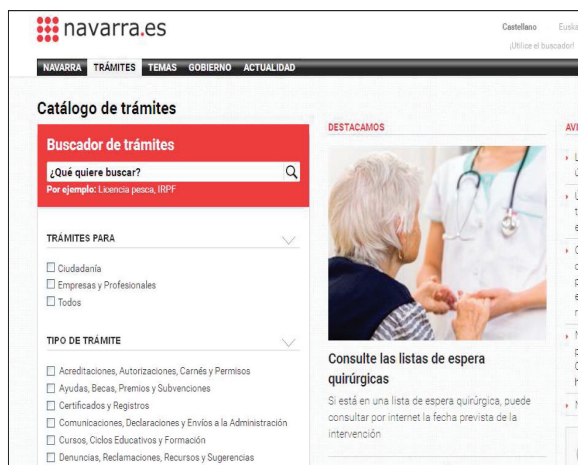 navarra.es
Castellano
¡Utilice el buscador!
NAVARRA TRÁMITES TEMAS GOBIERNO ACTUALIDAD
Catálogo de trámites
Buscador de trámites
¿Qué quiere buscar?
Por ejemplo: Licencia pesca, IRPF
TRÁMITES PARA
Ciudadanía
Empresas y Profesionales
Todos
TIPO DE TRÁMITE
Acreditaciones, Autorizaciones, Carnés y Permisos
Ayudas, Becas, Premios y Subvenciones
Certificados y Registros
Comunicaciones, Declaraciones y Envíos a la Administración
Cursos, Ciclos Educativos y Formación
Denuncias, Reclamaciones, Recursos y Sugerencias
DESTACAMOS
Consulte las listas de espera
quirúrgicas
Si está en una lista de espera quirúrgica, puede
consultar por internet la fecha prevista de la
intervención